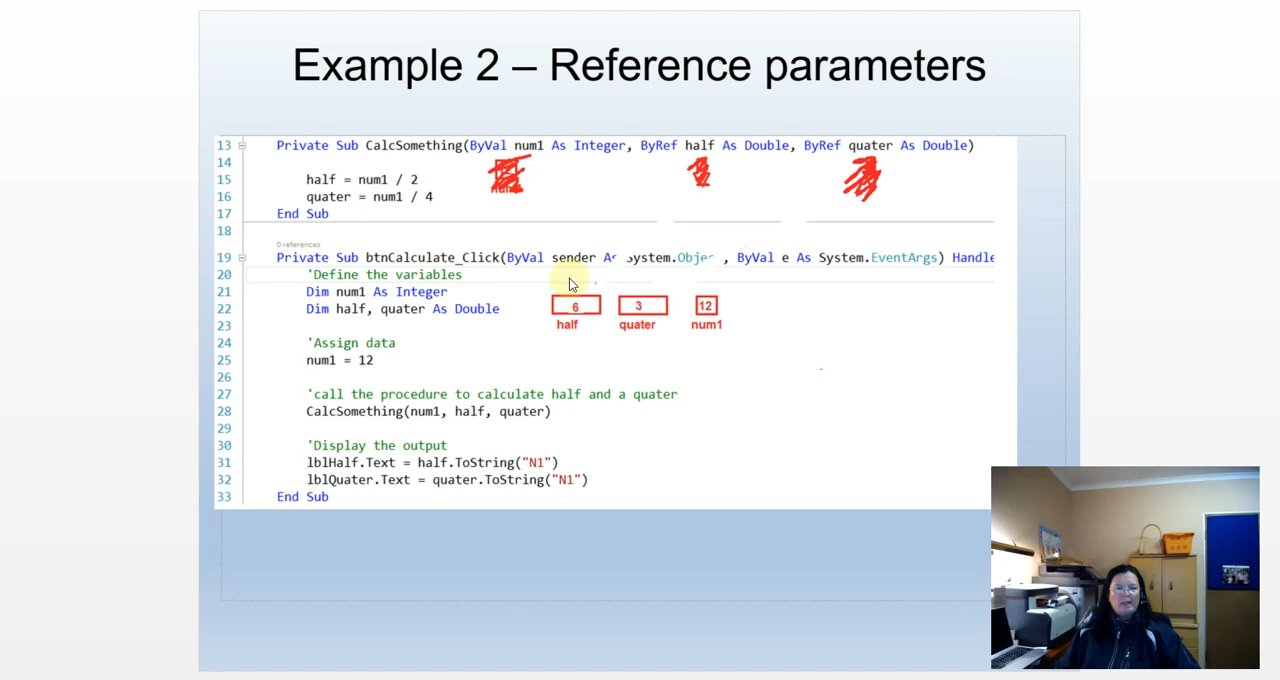 Example 2 – Reference parameters
13 Private Sub CalcSomething(ByVal num1 As Integer, ByRef half As Double, ByRef quater As Double)
14
15 half = num1 / 2
16 quater = num1 / 4
17 End Sub
18
0 references
19 Private Sub btnCalculate_Click(ByVal sender As System.Objec , ByVal e As System.EventArgs) Handle
20 'Define the variables
21 Dim num1 As Integer
22 Dim half, quater As Double
6 3 12
half quater num1
23
24 'Assign data
25 num1 = 12
26
27 'call the procedure to calculate half and a quater
28 CalcSomething(num1, half, quater)
29
30 'Display the output
31 lblHalf.Text = half.ToString("N1")
32 lblQuater.Text = quater.ToString("N1")
33 End Sub